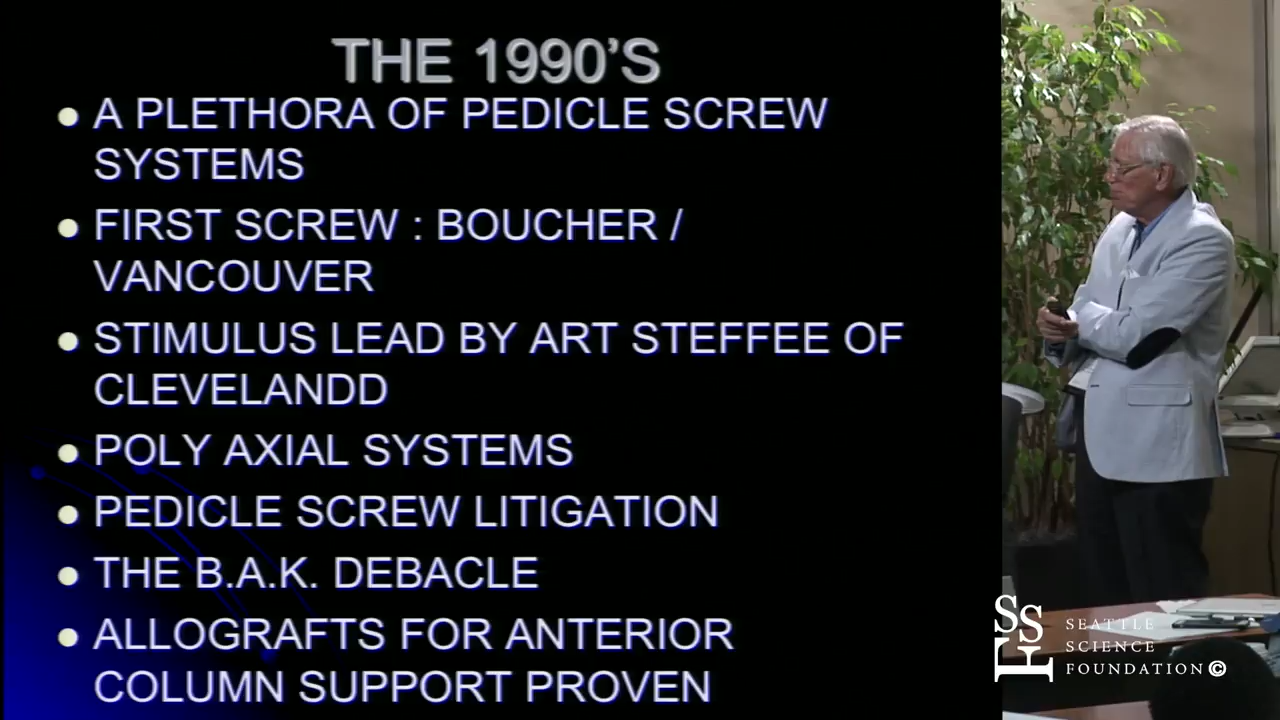 THE 1990'S
A PLETHORA OF PEDICLE SCREW
SYSTEMS
FIRST SCREW : BOUCHER /
VANCOUVER
STIMULUS LEAD BY ART STEFFEE OF
CLEVELANDD
POLY AXIAL SYSTEMS
PEDICLE SCREW LITIGATION
THE B.A.K. DEBACLE
ALLOGRAFTS FOR ANTERIOR
COLUMN SUPPORT PROVEN
SSF
SEATTLE
SCIENCE
FOUNDATION©